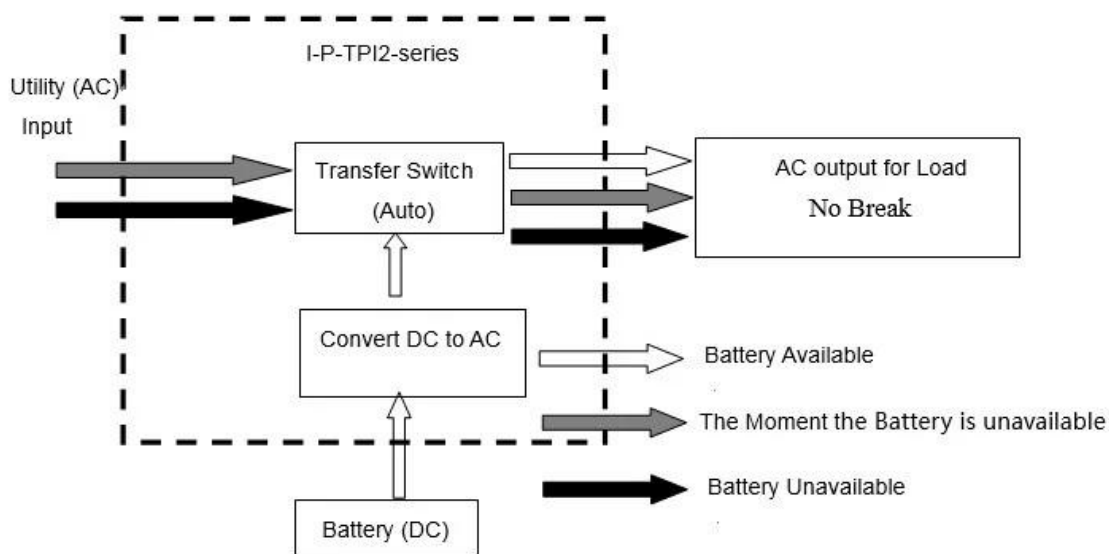 I-P-TPI2-series
Utility (AC)
Input
Transfer Switch
(Auto)
AC output for Load
No Break
Convert DC to AC
Battery Available
The Moment the Battery is unavailable
Battery Unavailable
Battery (DC)